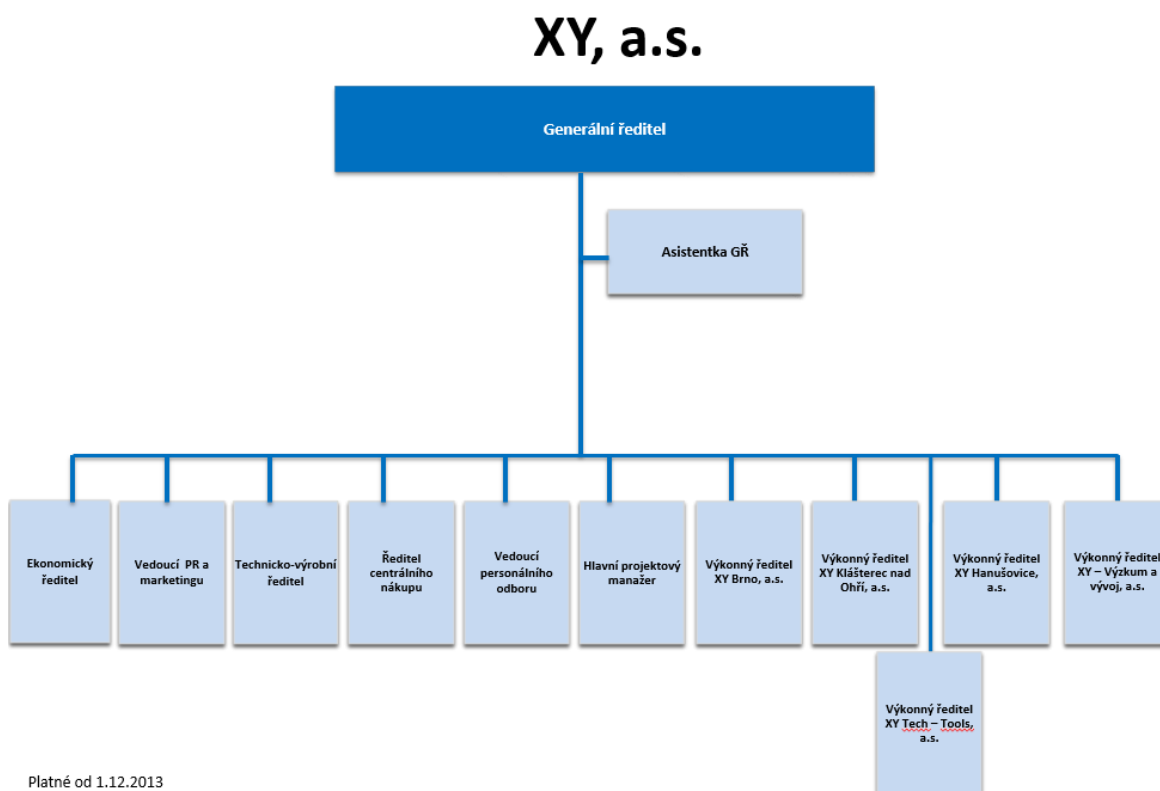 XY, a.s.
Generální ředitel
Asistentka GŘ
Ekonomický
ředitel
Vedoucí PR a
marketingu
Technicko-výrobní
ředitel
Ředitel
centrálního
nákupu
Vedoucí
personálního
odboru
Hlavní projektový
manažer
Výkonný ředitel
XY Brno, a.s.
Výkonný ředitel
XY Klášterec nad
Ohří, a.s.
Výkonný ředitel
XY Hanušovice,
a.s.
Výkonný ředitel
XY – Výzkum a
vývoj, a.s.
Výkonný ředitel
XY Tech – Tools,
a.s.
Platné od 1.12.2013